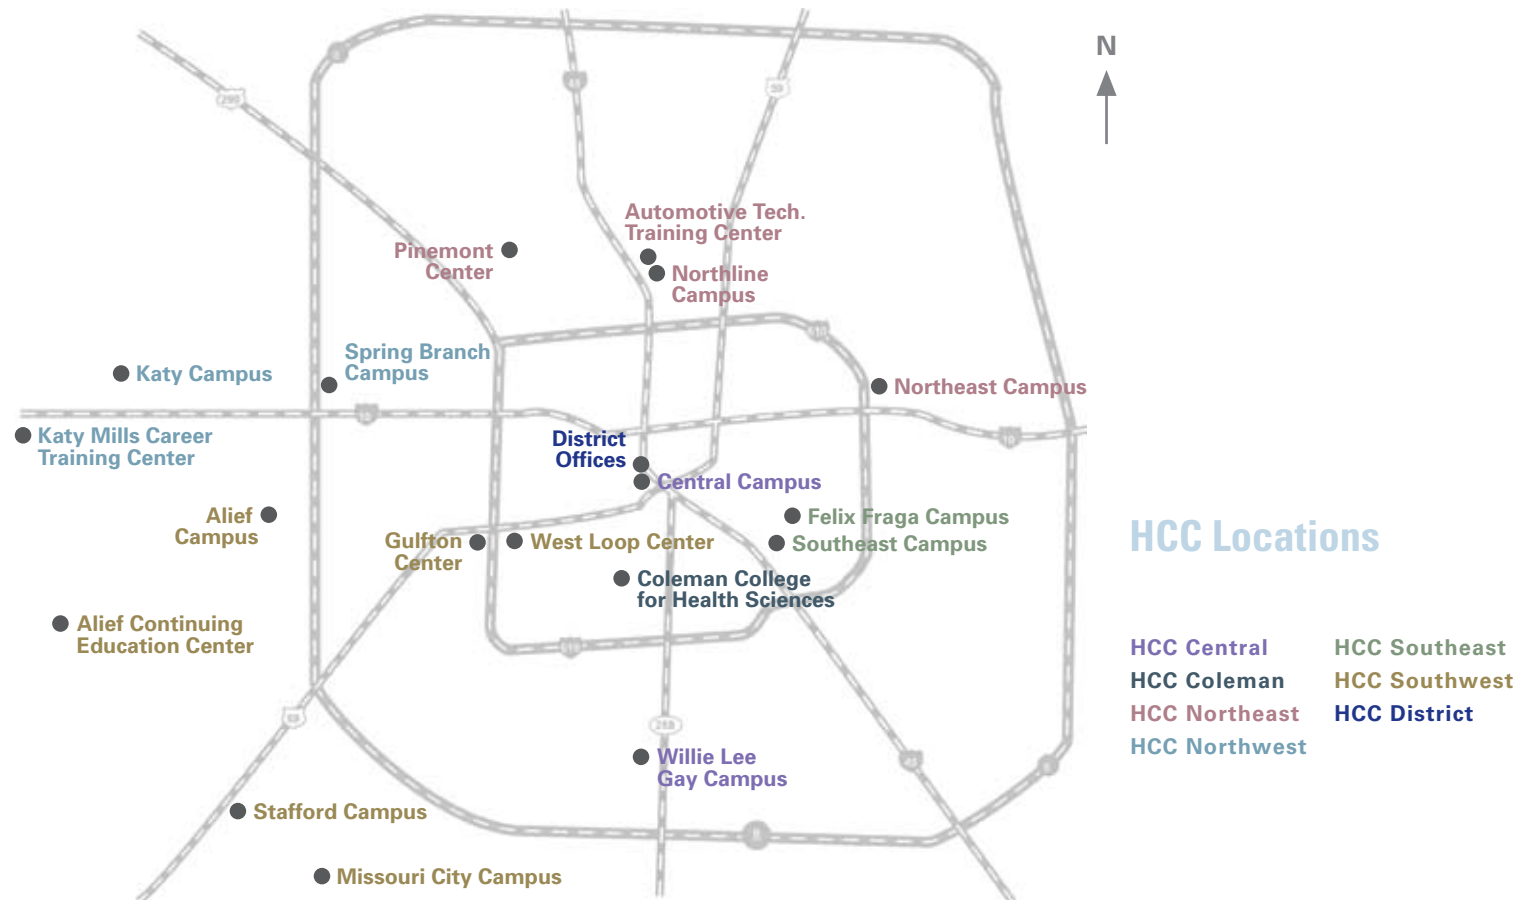 N
290
59
Automotive Tech.
Training Center
Pinemont
Center
Northline
Campus
Spring Branch
Campus
Katy Campus
Northeast Campus
Katy Mills Career
Training Center
District
Offices
Central Campus
Alief
Campus
Felix Fraga Campus
Gulfton
Center
West Loop Center
Southeast Campus
Coleman College
for Health Sciences
Alief Continuing
Education Center
288
Willie Lee
Gay Campus
Stafford Campus
Missouri City Campus
HCC Locations
HCC Central
HCC Coleman
HCC Northeast
HCC Northwest
HCC Southeast
HCC Southwest
HCC District